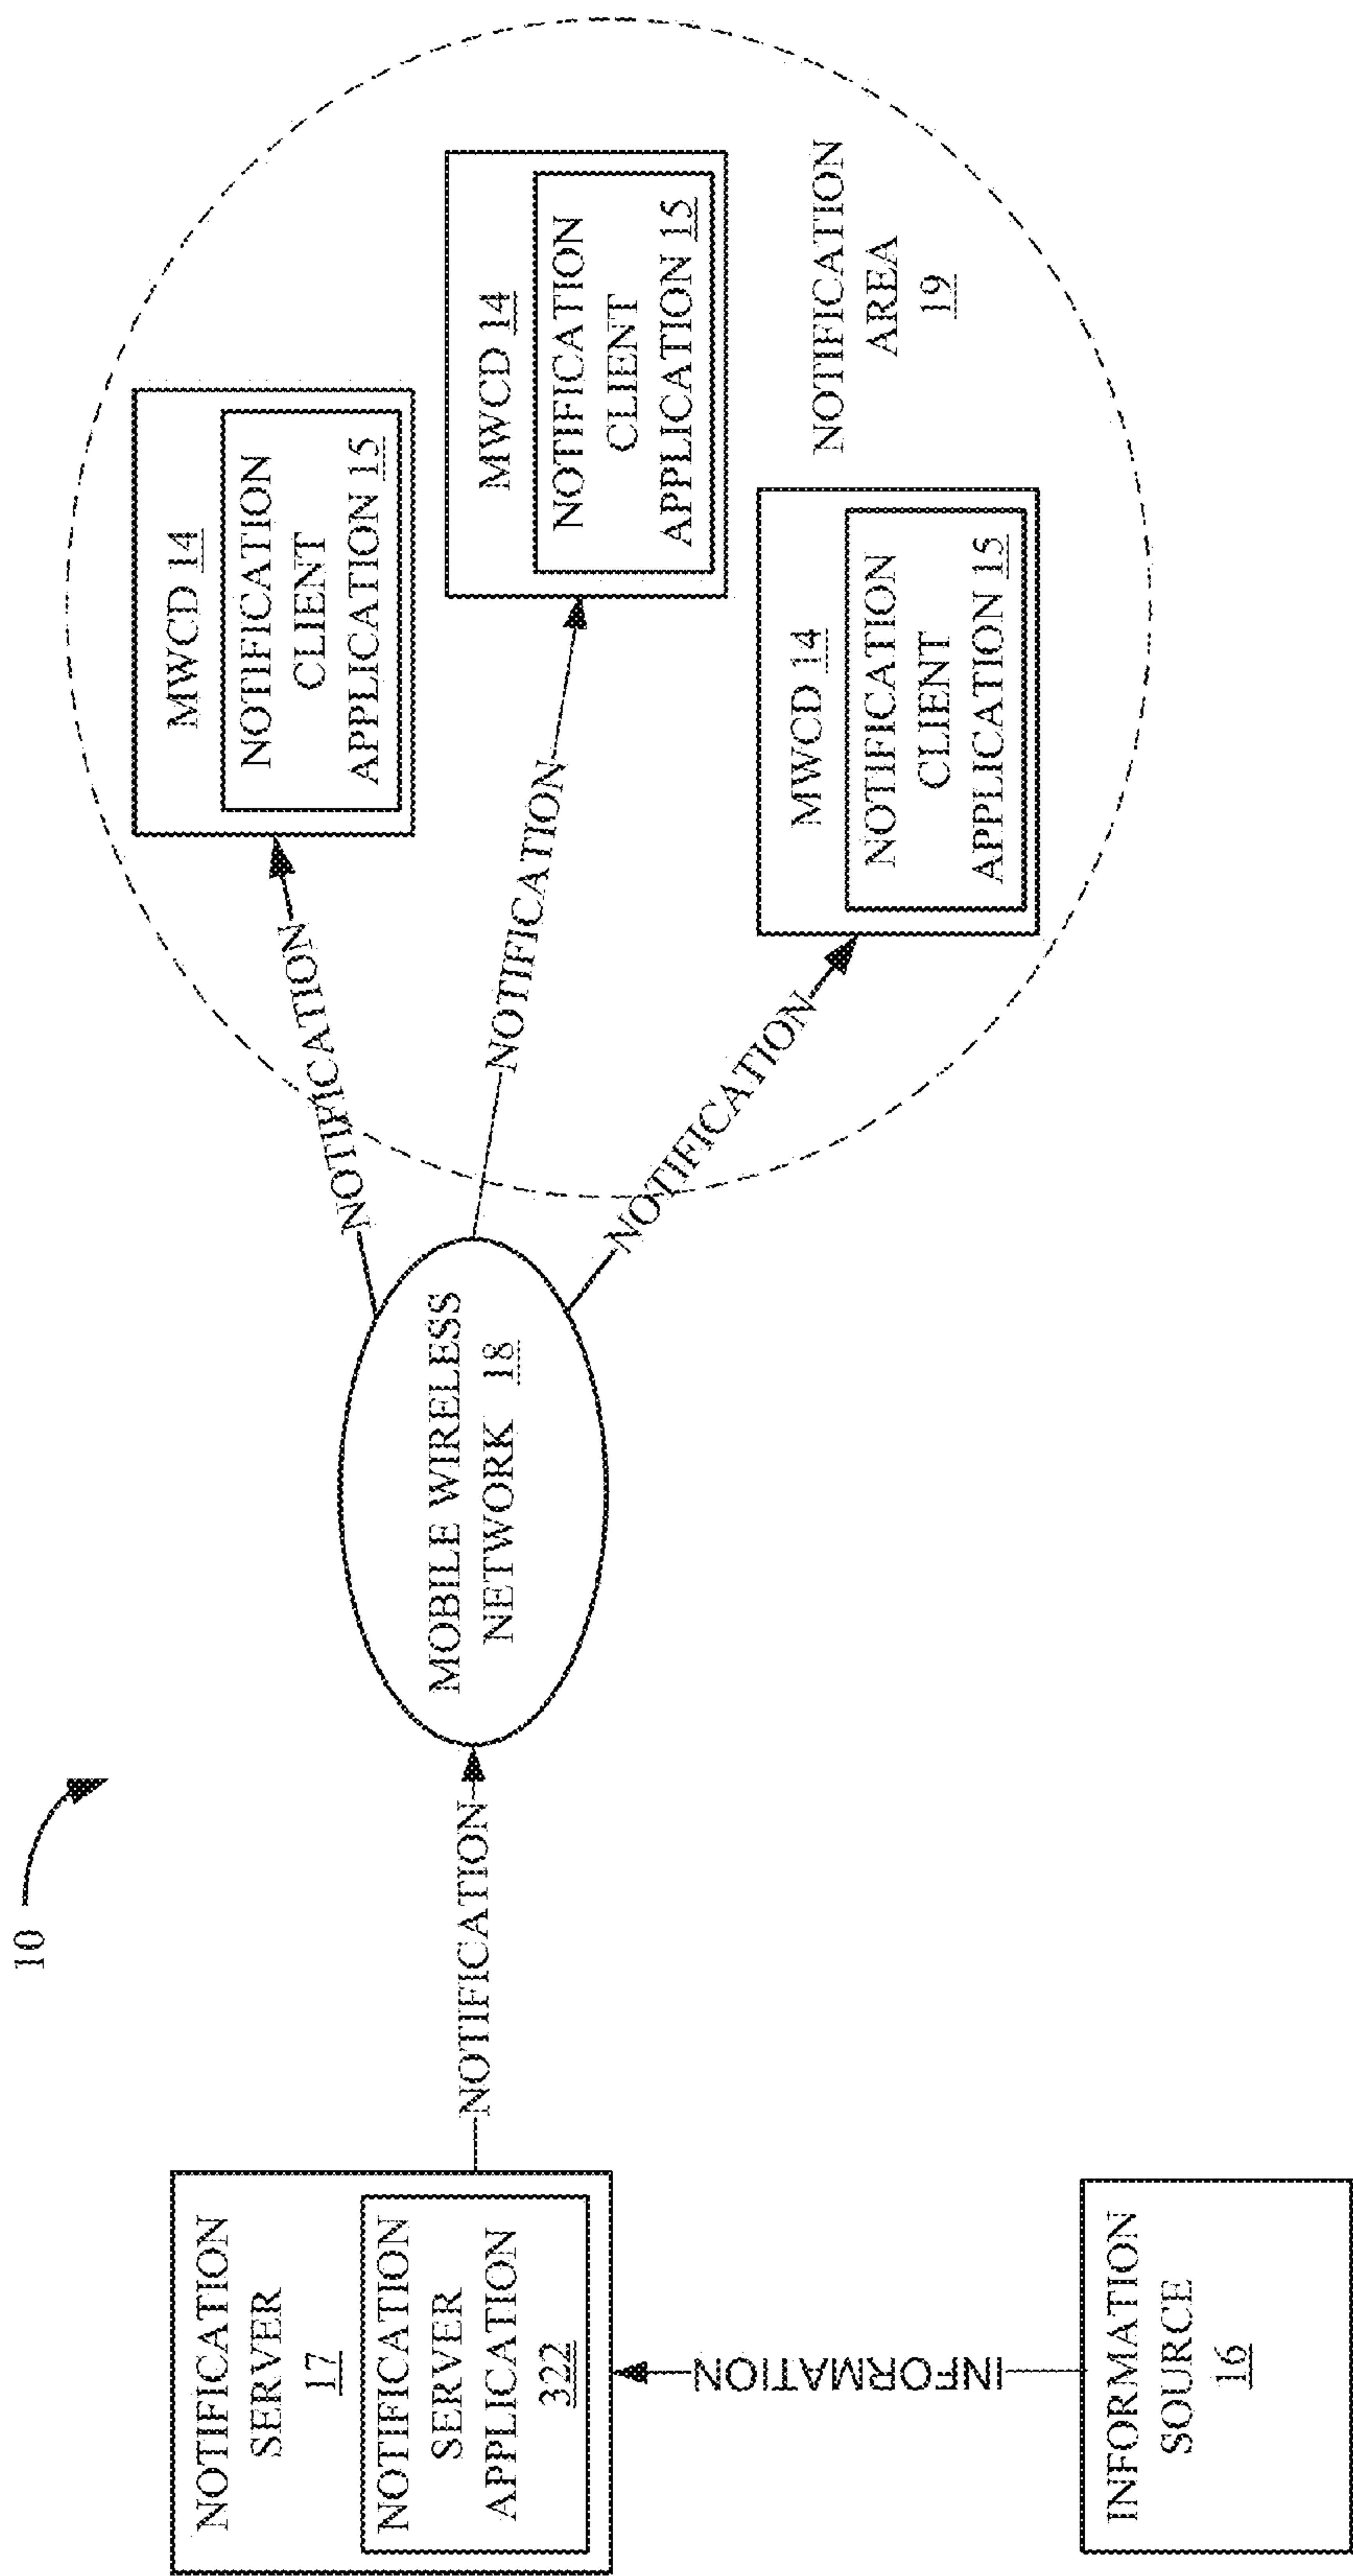 10
NOTIFICATION
SERVER
17
NOTIFICATION
SERVER
APPLICATION
322
INFORMATION
INFORMATION
SOURCE
16
NOTIFICATION
MOBILE WIRELESS
NETWORK 18
NOTIFICATION
NOTIFICATION
NOTIFICATION
MWCD 14
NOTIFICATION
CLIENT
APPLICATION 15
MWCD 14
NOTIFICATION
CLIENT
APPLICATION 15
MWCD 14
NOTIFICATION
CLIENT
APPLICATION 15
NOTIFICATION
AREA
19